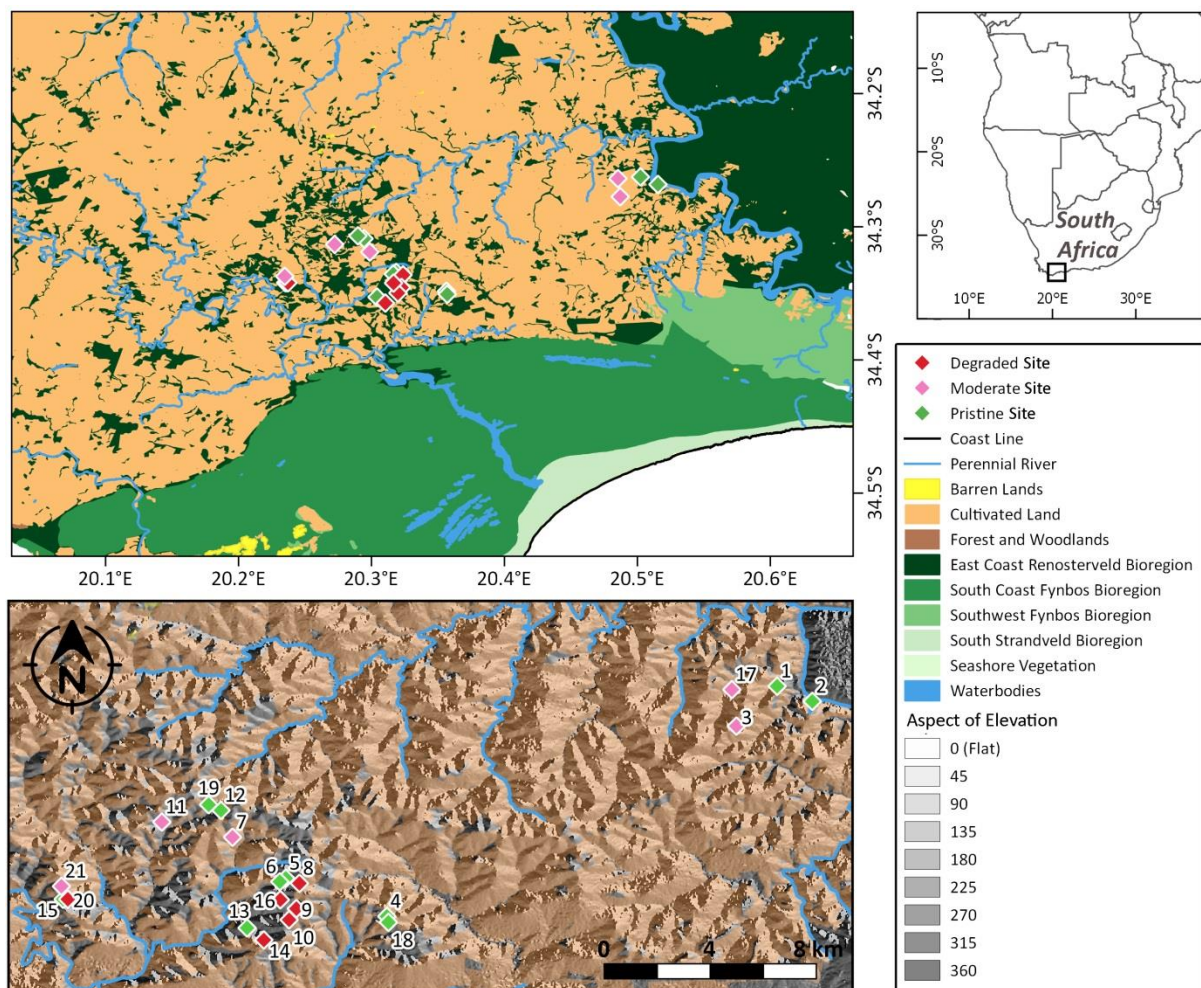 34.2°S
34.3°S
34.4°S
34.5°S
20.1°E 20.2°E 20.3°E 20.4°E 20.5°E 20.6°E
10°S
20°S
30°S
South
Africa
10°E 20°E 30°E
Degraded Site
Moderate Site
Pristine Site
Coast Line
Perennial River
Barren Lands
Cultivated Land
Forest and Woodlands
East Coast Renosterveld Bioregion
South Coast Fynbos Bioregion
Southwest Fynbos Bioregion
South Strandveld Bioregion
Seashore Vegetation
Waterbodies
Aspect of Elevation
0 (Flat)
45
90
135
180
225
270
315
360
N
17 1
2
3
19 12
11
7
6 5 8
21
15 20
16 9
13 4
10 18
14
0 4 8 km